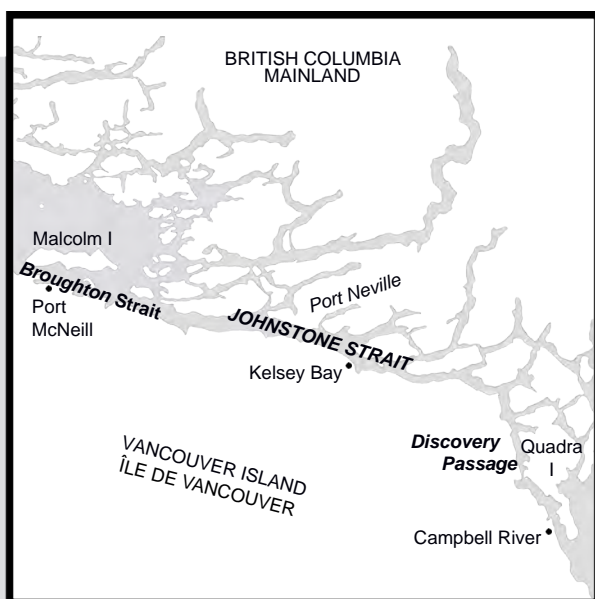 BRITISH COLUMBIA
MAINLAND
Malcolm I
Broughton Strait
Port
McNeill
Port Neville
JOHNSTONE STRAIT
Kelsey Bay
VANCOUVER ISLAND
ÎLE DE VANCOUVER
Discovery
Passage
Quadra
I
Campbell River